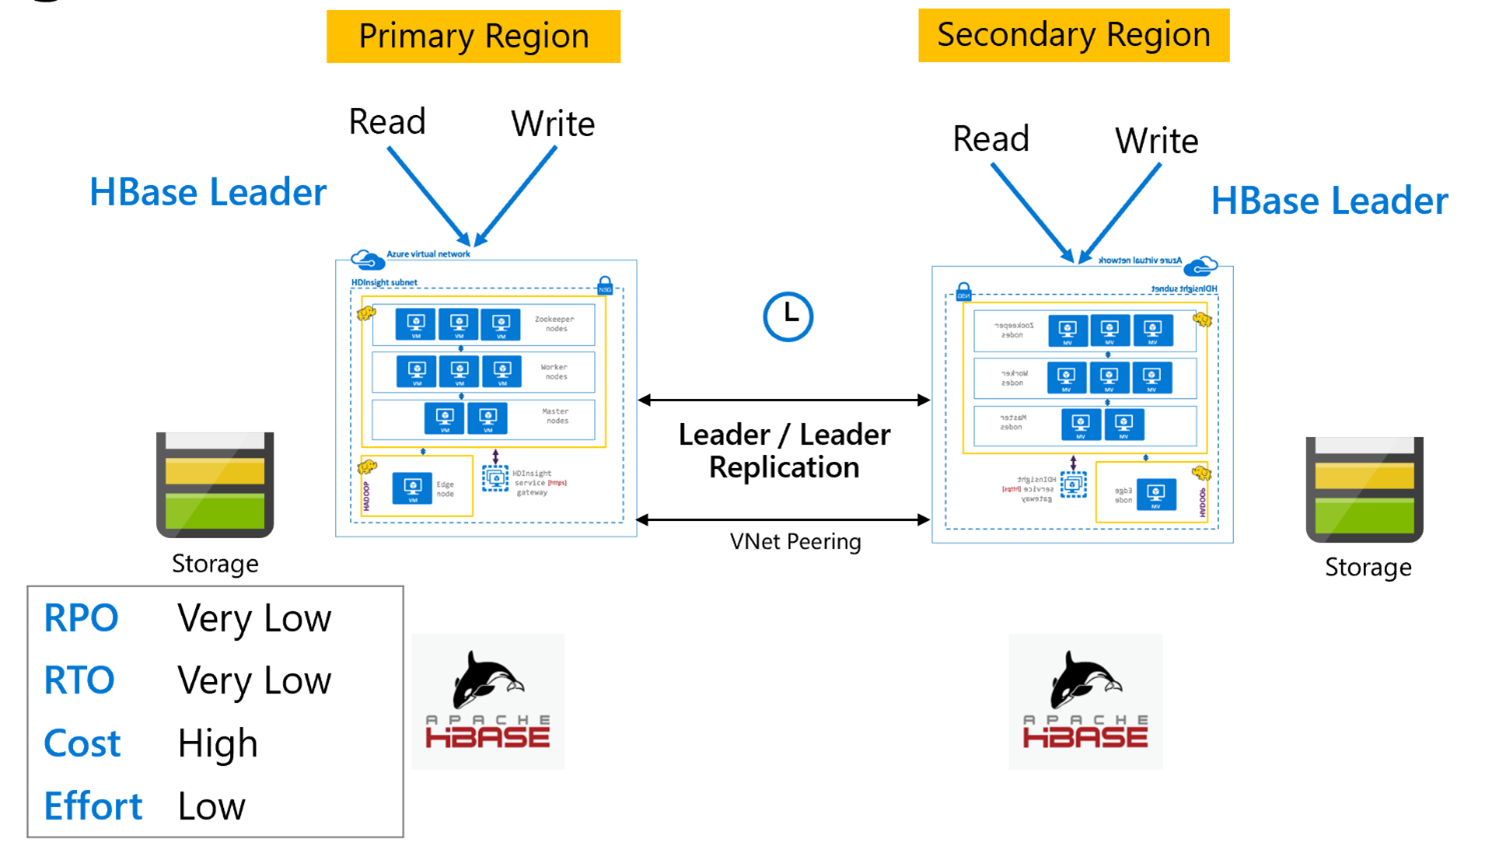 Primary Region
Secondary Region
Read
Write
Read
Write
HBase Leader
HBase Leader
Azure virtual network
HDInsight subnet
NSG
Zookeeper
nodes
VM VM VM
Worker
nodes
VM VM VM
Master
nodes
VM VM
HADOOP
VM
Edge
node
HDInsight
service (https)
gateway
Leader / Leader
Replication
VNet Peering
Azure virtual network
HDInsight subnet
NSG
Zookeeper
nodes
VM VM VM
Worker
nodes
VM VM VM
Master
nodes
VM VM
HDInsight
service (https)
gateway
Edge
node
VM
HADOOP
Storage
Storage
RPO Very Low
RTO Very Low
Cost High
Effort Low
APACHE
HBASE
APACHE
HBASE